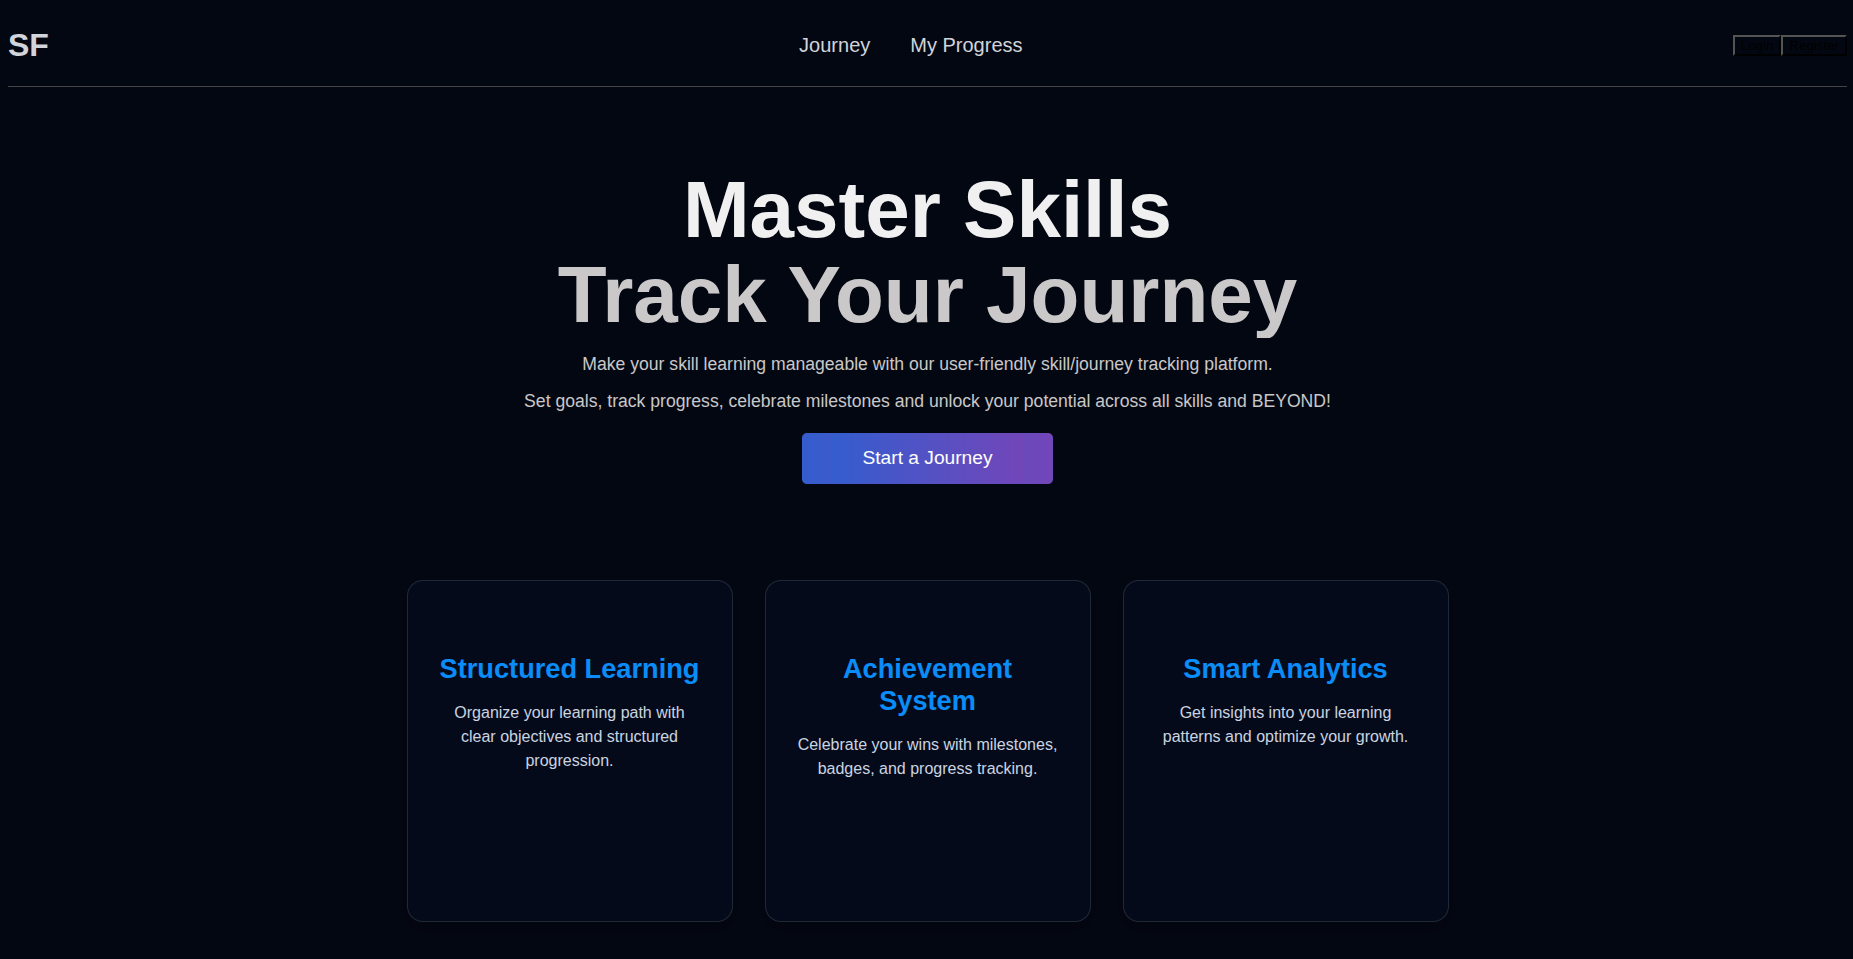 SF
Journey
My Progress
Master Skills
Track Your Journey
Make your skill learning manageable with our user-friendly skill/journey tracking platform.
Set goals, track progress, celebrate milestones and unlock your potential across all skills and BEYOND!
Start a Journey
Structured Learning
Organize your learning path with
clear objectives and structured
progression.
Achievement
System
Celebrate your wins with milestones,
badges, and progress tracking.
Smart Analytics
Get insights into your learning
patterns and optimize your growth.